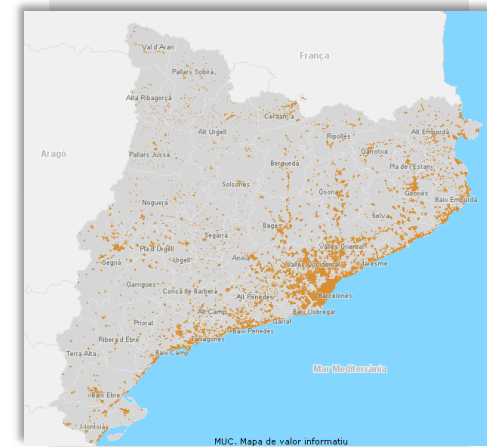 Val d'Aran
França
Pallars Sobirà
Alta Ribagorça
Cerdanya
Alt Urgell
Ripollès
Alt Empordà
Aragó
Pallars Jussà
Garrotxa
Berguedà
Pla de l'Estany
Solsonès
Osona
Gironès
Baix Empordà
Noguera
Selva
Bages
Segarra
Vallès Oriental
Pla d'Urgell
Anoia
Segrià
Urgell
Vallès Occidental
Maresme
Garrigues
Conca de Barberà
Alt Penedès
Barcelonès
Alt Camp
Baix Llobregat
Priorat
Garraf
Baix Penedès
Ribera d'Ebre
Tarragonès
Terra Alta
Baix Camp
Mar Mediterrània
Baix Ebre
Montsià
MUC. Mapa de valor informatiu